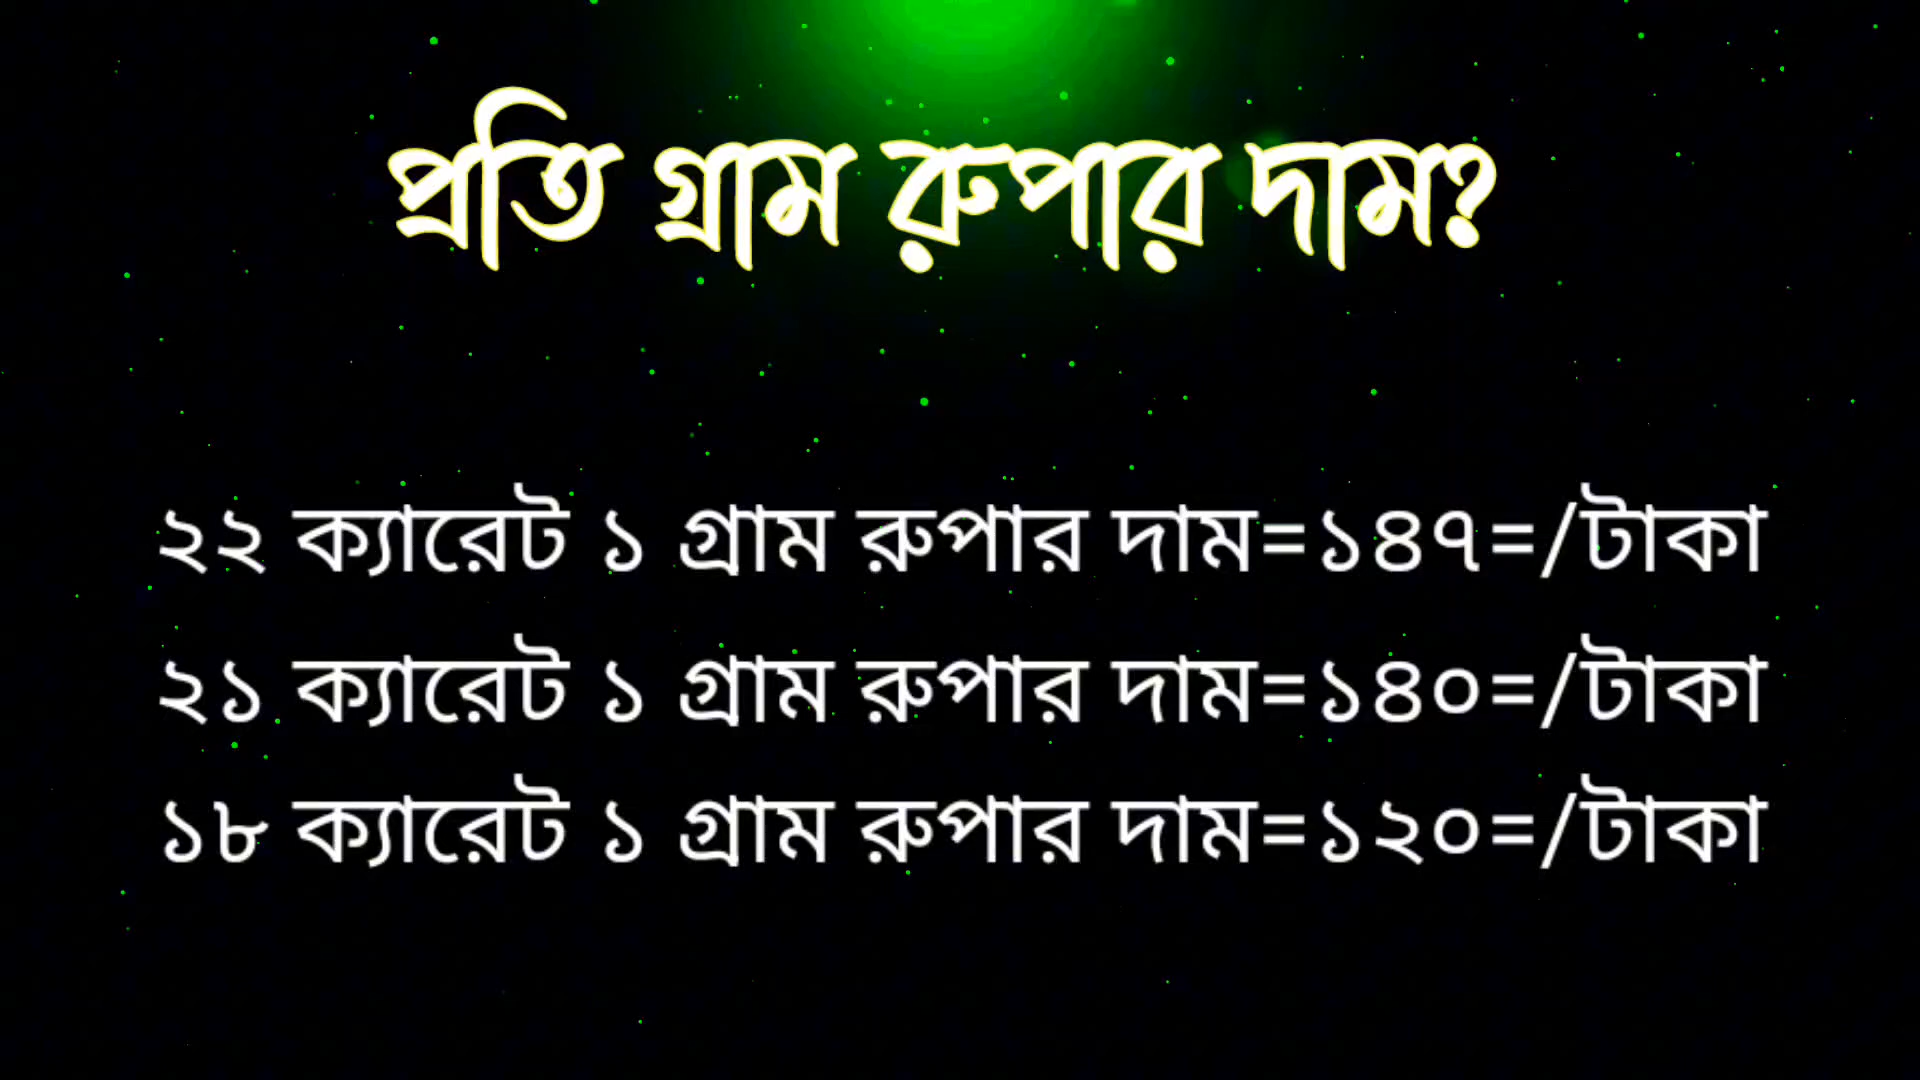 প্রতি গ্রাম রুপার দাম?
২২ ক্যারেট ১ গ্রাম রুপার দাম=১৪৭=/টাকা
২১ ক্যারেট ১ গ্রাম রুপার দাম=১৪০=/টাকা
১৮ ক্যারেট ১ গ্রাম রুপার দাম=১২০=/টাকা